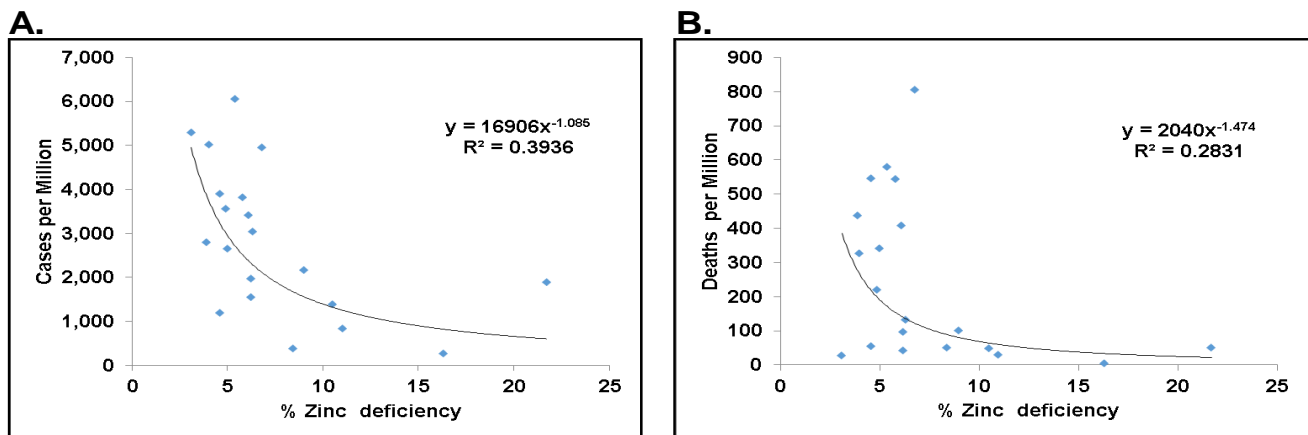 A.
7,000
6,000
5,000
4,000
3,000
2,000
1,000
0
Cases per Million
y = 16906x^-1.085
R² = 0.3936
0 5 10 15 20 25
% Zinc deficiency
B.
900
800
700
600
500
400
300
200
100
0
Deaths per Million
y = 2040x^-1.474
R² = 0.2831
0 5 10 15 20 25
% Zinc deficiency